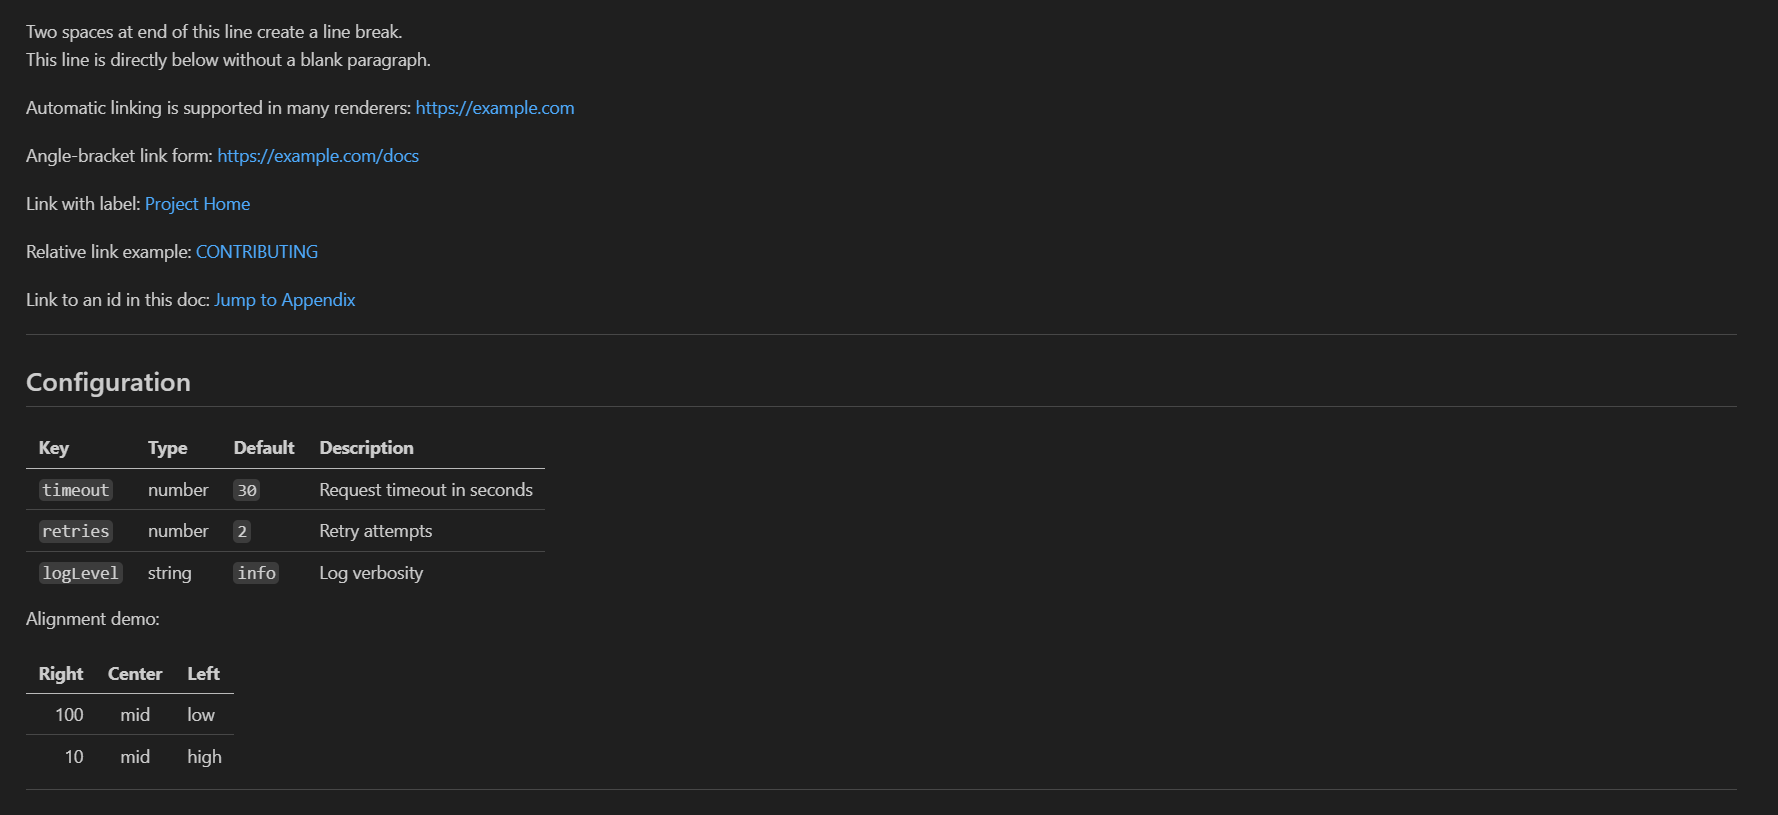 Two spaces at end of this line create a line break.
This line is directly below without a blank paragraph.
Automatic linking is supported in many renderers: https://example.com
Angle-bracket link form: https://example.com/docs
Link with label: Project Home
Relative link example: CONTRIBUTING
Link to an id in this doc: Jump to Appendix
Configuration
Key Type Default Description
timeout number 30 Request timeout in seconds
retries number 2 Retry attempts
logLevel string info Log verbosity
Alignment demo:
Right Center Left
100 mid low
10 mid high